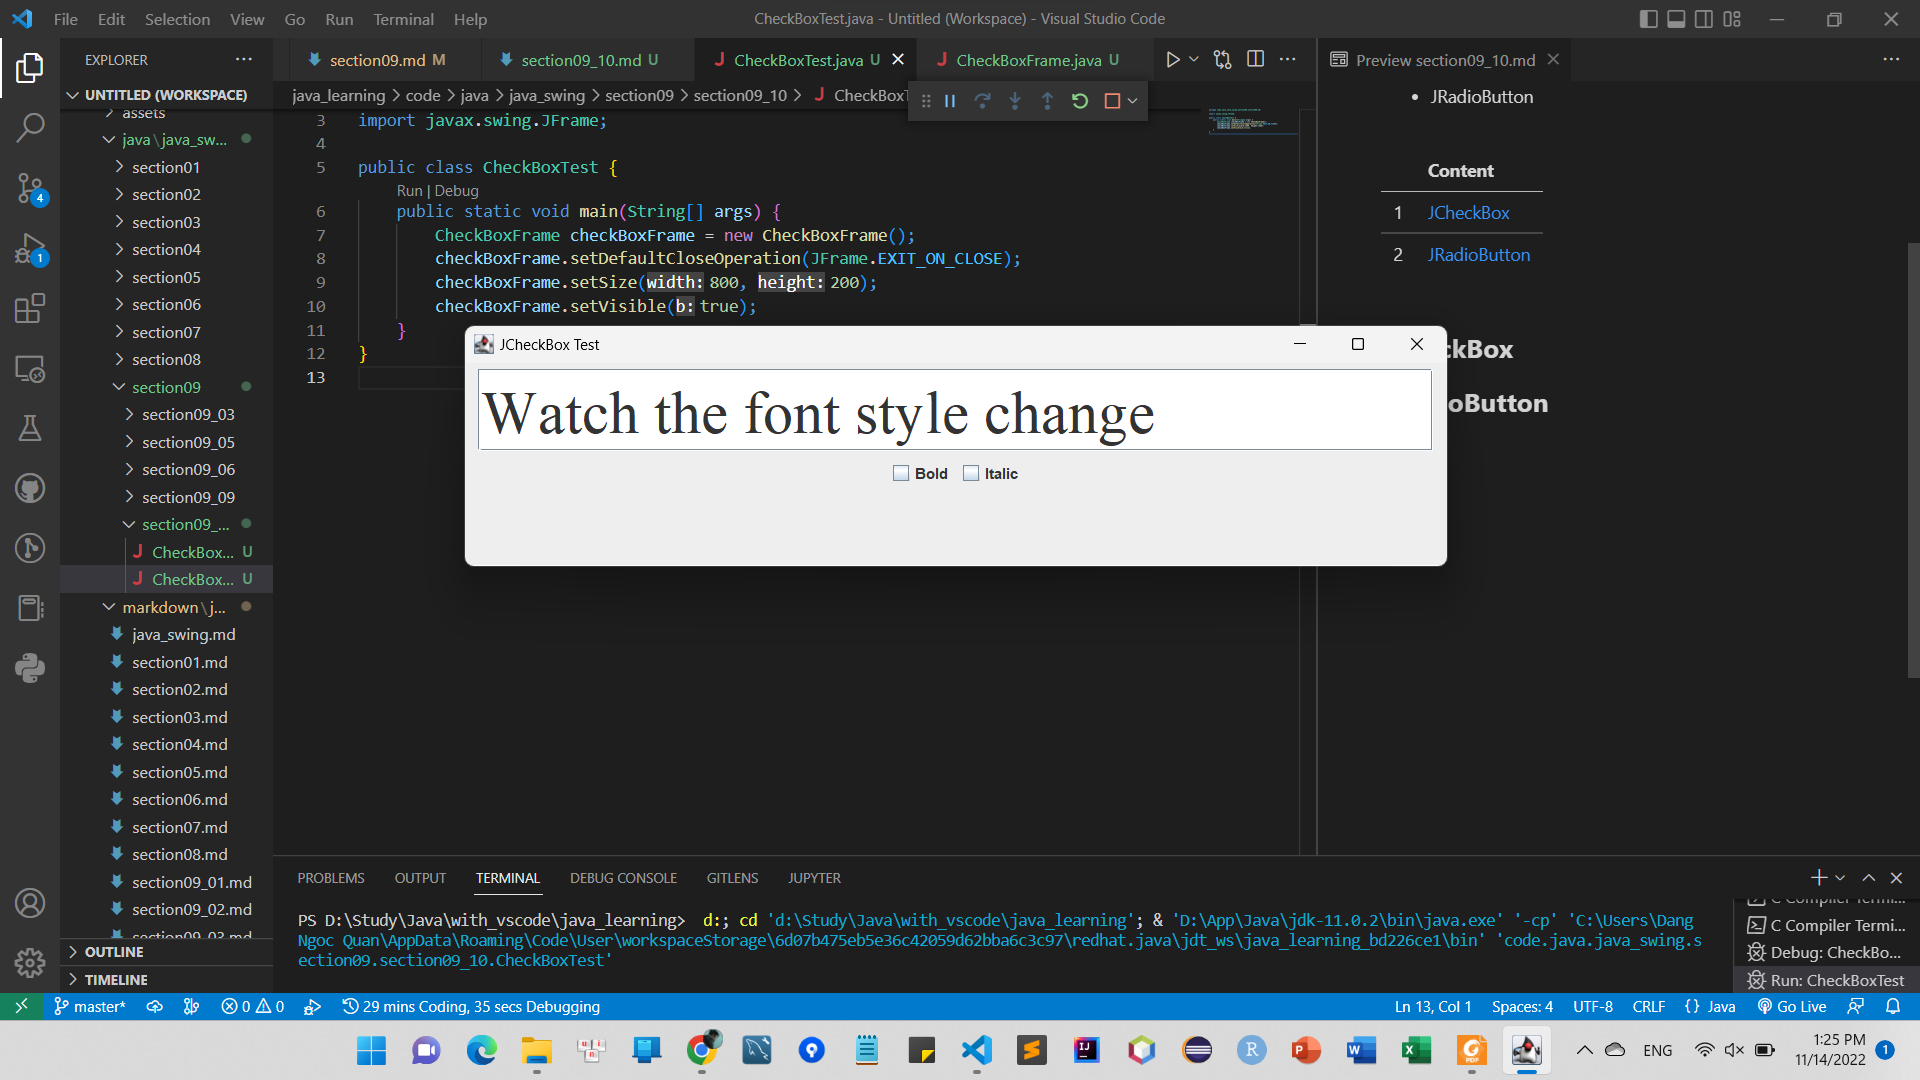 File Edit Selection View Go Run Terminal Help
CheckBoxTest.java - Untitled (Workspace) - Visual Studio Code
EXPLORER
section09.md M
section09_10.md U
CheckBoxTest.java U
CheckBoxFrame.java U
Preview section09_10.md
UNTITLED (WORKSPACE)
java_learning > code > java > java_swing > section09 > section09_10 > CheckBoxT
assets
java\java_sw...
section01
section02
section03
section04
section05
section06
section07
section08
section09
section09_03
section09_05
section09_06
section09_09
section09_...
CheckBox... U
CheckBox... U
markdown\j...
java_swing.md
section01.md
section02.md
section03.md
section04.md
section05.md
section06.md
section07.md
section08.md
section09_01.md
section09_02.md
section09_03.md
OUTLINE
TIMELINE
4
1
3 import javax.swing.JFrame;
4
5 public class CheckBoxTest {
Run | Debug
6 public static void main(String[] args) {
7 CheckBoxFrame checkBoxFrame = new CheckBoxFrame();
8 checkBoxFrame.setDefaultCloseOperation(JFrame.EXIT_ON_CLOSE);
9 checkBoxFrame.setSize(width: 800, height: 200);
10 checkBoxFrame.setVisible(b: true);
11 }
12 }
13
• JRadioButton
Content
1 JCheckBox
2 JRadioButton
ckBox
oButton
JCheckBox Test
Watch the font style change
Bold Italic
PROBLEMS OUTPUT TERMINAL DEBUG CONSOLE GITLENS JUPYTER
PS D:\Study\Java\with_vscode\java_learning> d:; cd 'd:\Study\Java\with_vscode\java_learning'; & 'D:\App\Java\jdk-11.0.2\bin\java.exe' '-cp' 'C:\Users\Dang
Ngoc Quan\AppData\Roaming\Code\User\workspaceStorage\6d07b475eb5e36c42059d62bba6c3c97\redhat.java\jdt_ws\java_learning_bd226ce1\bin' 'code.java.java_swing.s
ection09.section09_10.CheckBoxTest'
C Compiler Termi...
C Compiler Termi...
Debug: CheckBo...
Run: CheckBoxTest
master* 0 0 29 mins Coding, 35 secs Debugging
Ln 13, Col 1 Spaces: 4 UTF-8 CRLF {} Java Go Live
ENG
1:25 PM
11/14/2022
1